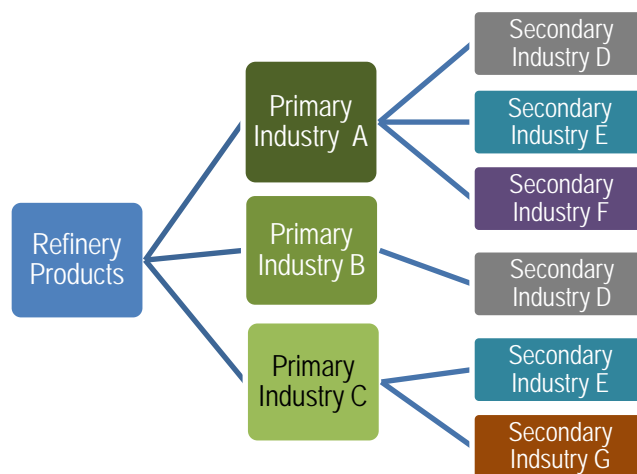 Refinery
Products
Primary
Industry A
Primary
Industry B
Primary
Industry C
Secondary
Industry D
Secondary
Industry E
Secondary
Industry F
Secondary
Industry D
Secondary
Industry E
Secondary
Indsutry G